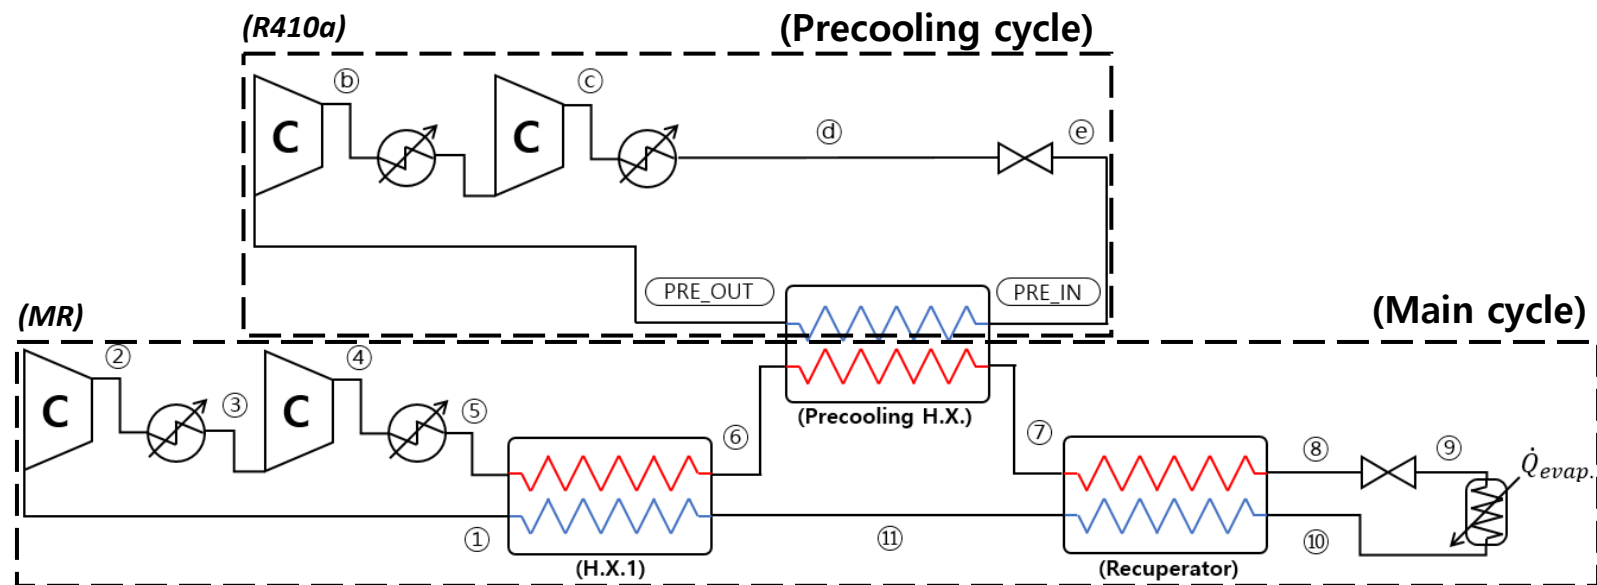 (R410a)
(Precooling cycle)
ⓑ
ⓒ
C
C
ⓓ
ⓔ
PRE_OUT
PRE_IN
(MR)
(Main cycle)
②
④
C
C
③
⑤
(Precooling H.X.)
⑥
⑦
⑧
⑨
Q̇evap.
①
⑪
⑩
(H.X.1)
(Recuperator)